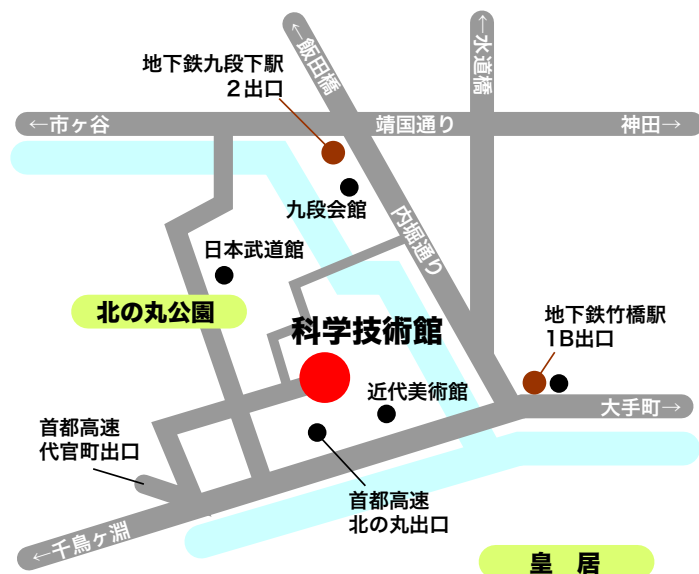 ←飯田橋
←水道橋
地下鉄九段下駅
2出口
←市ヶ谷
靖国通り
神田→
九段会館
内堀通り
日本武道館
北の丸公園
科学技術館
地下鉄竹橋駅
1B出口
近代美術館
大手町→
首都高速
代官町出口
首都高速
北の丸出口
←千鳥ヶ淵
皇　居